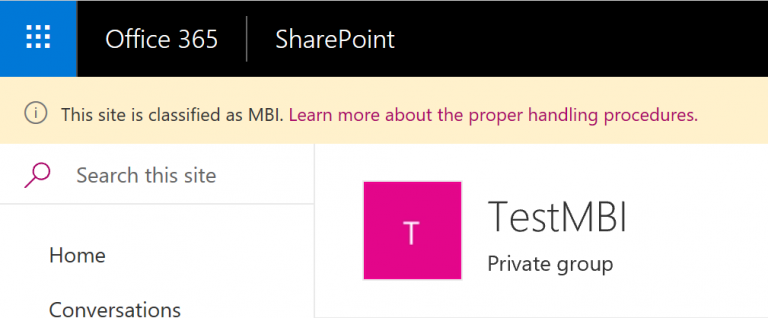 Office 365 SharePoint
This site is classified as MBI. Learn more about the proper handling procedures.
Search this site
T
TestMBI
Private group
Home
Conversations